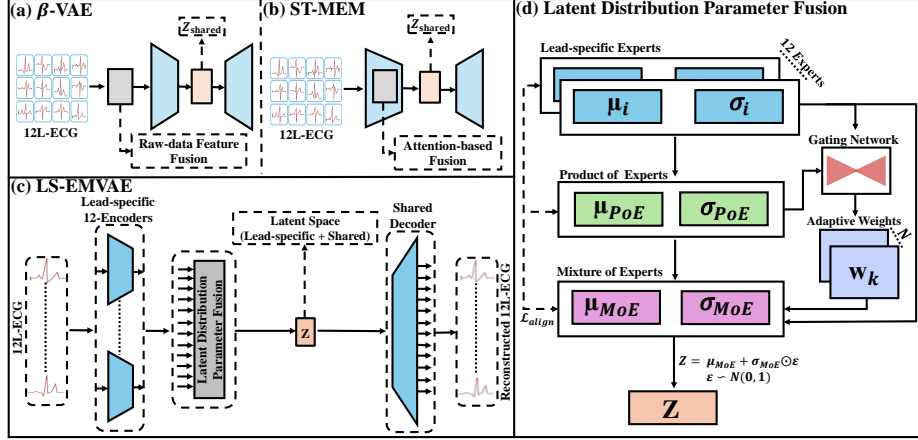 (a) β-VAE
12L-ECG
Z_shared
Raw-data Feature
Fusion
(b) ST-MEM
12L-ECG
Z_shared
Attention-based
Fusion
(c) LS-EMVAE
12L-ECG
Lead-specific
12-Encoders
Latent Distribution
Parameter Fusion
Latent Space
(Lead-specific + Shared)
Z
Shared
Decoder
Reconstructed 12L-ECG
(d) Latent Distribution Parameter Fusion
Lead-specific Experts
12 Experts
μ_i
σ_i
Gating Network
Product of Experts
μ_PoE
σ_PoE
Adaptive Weights
N
w_k
Mixture of Experts
μ_MoE
σ_MoE
ℒ_align
Z = μ_MoE + σ_MoE⊙ε
ε ∽ N(0, 1)
Z